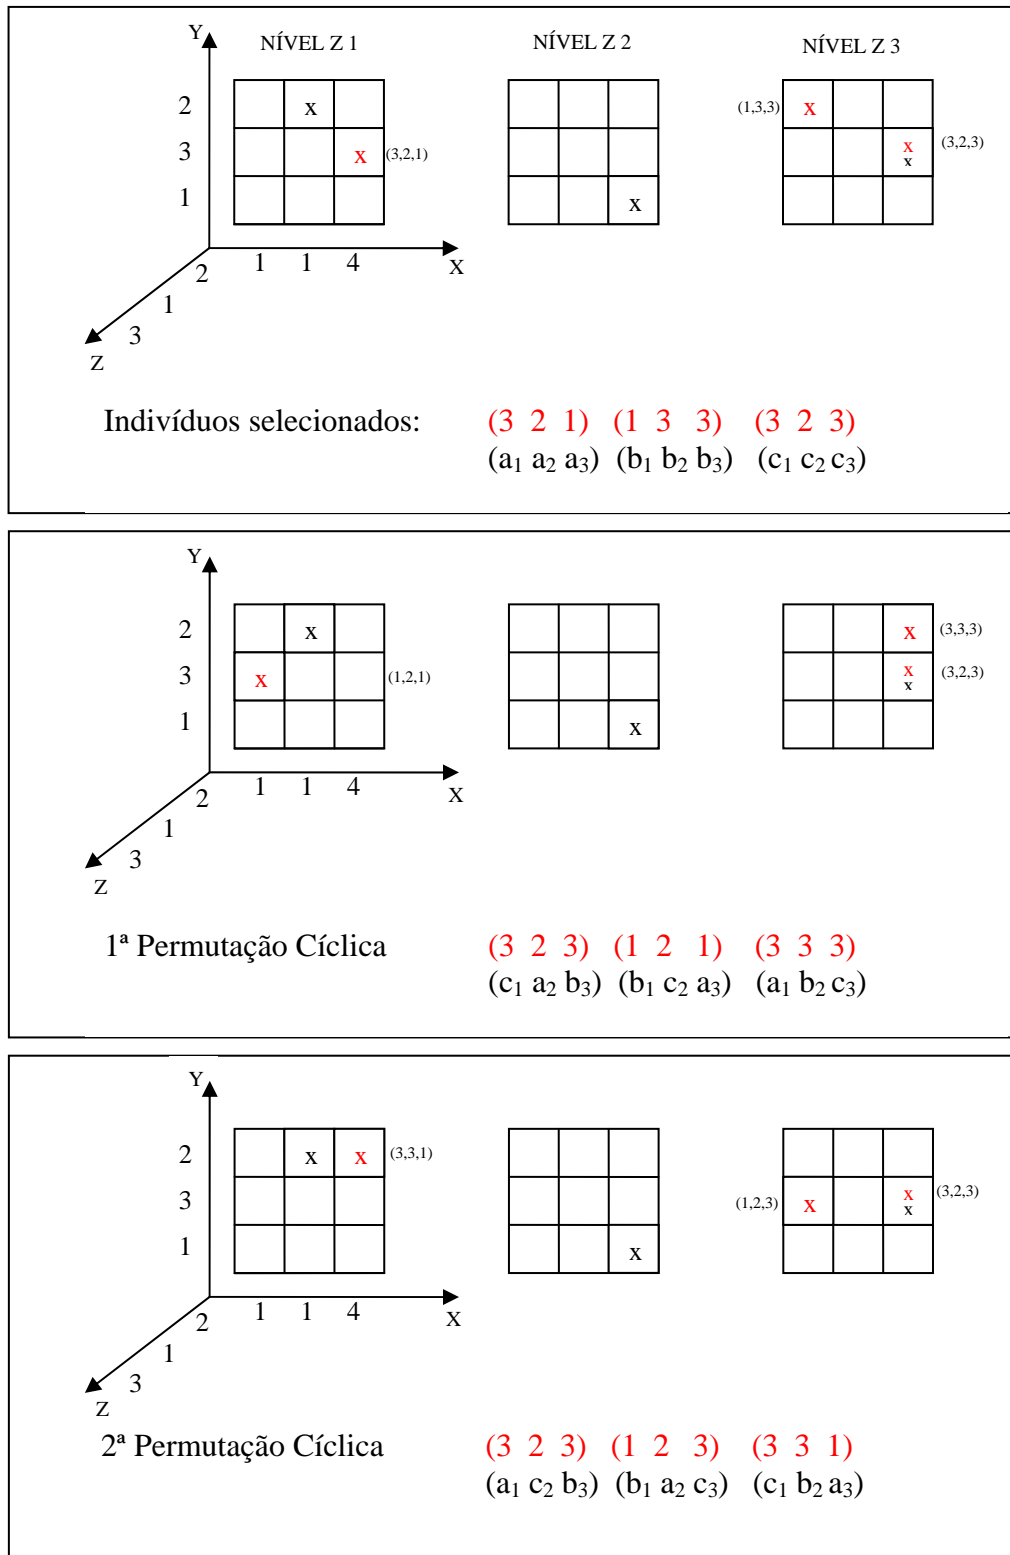 Y NÍVEL Z 1 NÍVEL Z 2 NÍVEL Z 3
2 x (1,3,3) x
3 x (3,2,1) x (3,2,3)
x
1 x
2 1 1 4 X
1
3
Z
Indivíduos selecionados: (3 2 1) (1 3 3) (3 2 3)
(a₁ a₂ a₃) (b₁ b₂ b₃) (c₁ c₂ c₃)
Y
2 x x (3,3,3)
3 x (1,2,1) x (3,2,3)
x
1 x
2 1 1 4 X
1
3
Z
1ª Permutação Cíclica (3 2 3) (1 2 1) (3 3 3)
(c₁ a₂ b₃) (b₁ c₂ a₃) (a₁ b₂ c₃)
Y
2 x x (3,3,1)
3 (1,2,3) x x (3,2,3)
x
1 x
2 1 1 4 X
1
3
Z
2ª Permutação Cíclica (3 2 3) (1 2 3) (3 3 1)
(a₁ c₂ b₃) (b₁ a₂ c₃) (c₁ b₂ a₃)